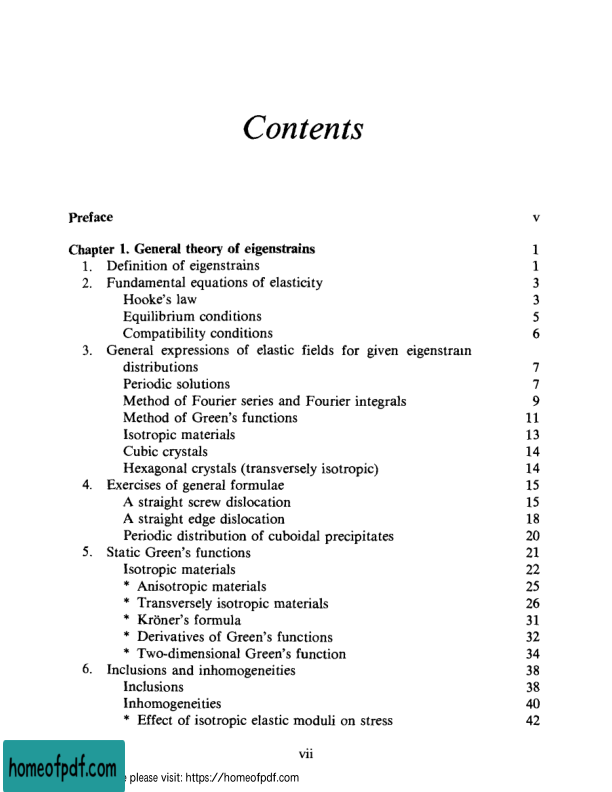 Contents
Preface v
Chapter 1. General theory of eigenstrains 1
1. Definition of eigenstrains 1
2. Fundamental equations of elasticity 3
Hooke's law 3
Equilibrium conditions 5
Compatibility conditions 6
3. General expressions of elastic fields for given eigenstrain
distributions 7
Periodic solutions 7
Method of Fourier series and Fourier integrals 9
Method of Green's functions 11
Isotropic materials 13
Cubic crystals 14
Hexagonal crystals (transversely isotropic) 14
4. Exercises of general formulae 15
A straight screw dislocation 15
A straight edge dislocation 18
Periodic distribution of cuboidal precipitates 20
5. Static Green's functions 21
Isotropic materials 22
* Anisotropic materials 25
* Transversely isotropic materials 26
* Kröner's formula 31
* Derivatives of Green's functions 32
* Two-dimensional Green's function 34
6. Inclusions and inhomogeneities 38
Inclusions 38
Inhomogeneities 40
* Effect of isotropic elastic moduli on stress 42
vii
homeofpdf.com
please visit: https://homeofpdf.com